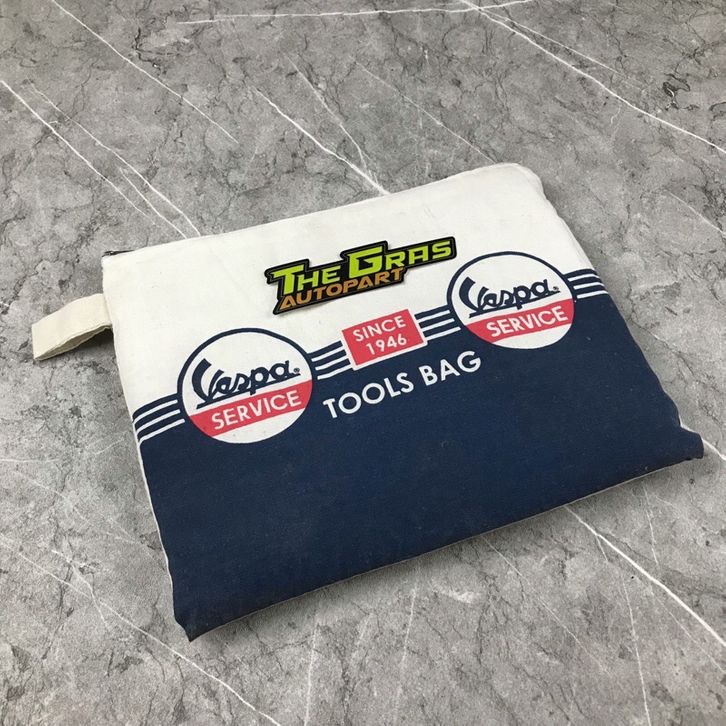 THE GRAS
AUTOPART
Vespa®
SERVICE
SINCE
1946
Vespa®
SERVICE
TOOLS BAG